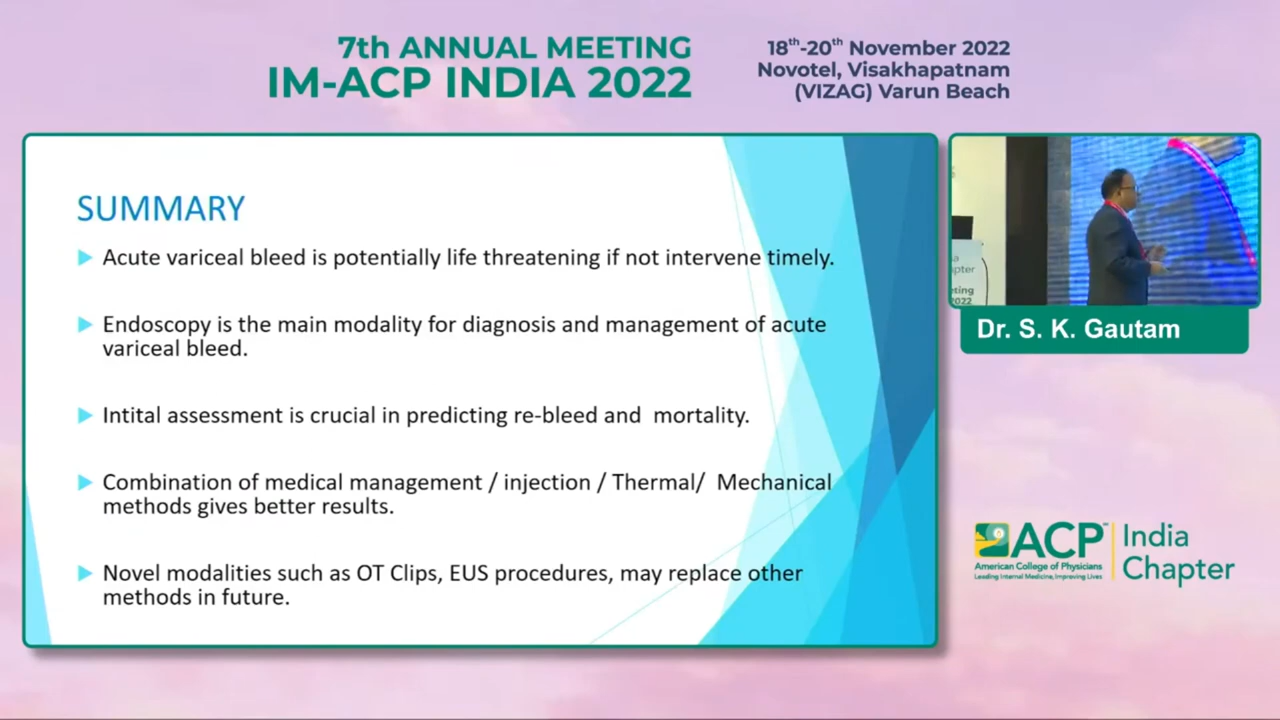 7th ANNUAL MEETING
IM-ACP INDIA 2022
18th-20th November 2022
Novotel, Visakhapatnam
(VIZAG) Varun Beach
SUMMARY
Acute variceal bleed is potentially life threatening if not intervene timely.
Endoscopy is the main modality for diagnosis and management of acute
variceal bleed.
Intital assessment is crucial in predicting re-bleed and mortality.
Combination of medical management / injection / Thermal/ Mechanical
methods gives better results.
Novel modalities such as OT Clips, EUS procedures, may replace other
methods in future.
pter
eting
2022
Dr. S. K. Gautam
ACP™
American College of Physicians
Leading Internal Medicine, Improving Lives
India
Chapter